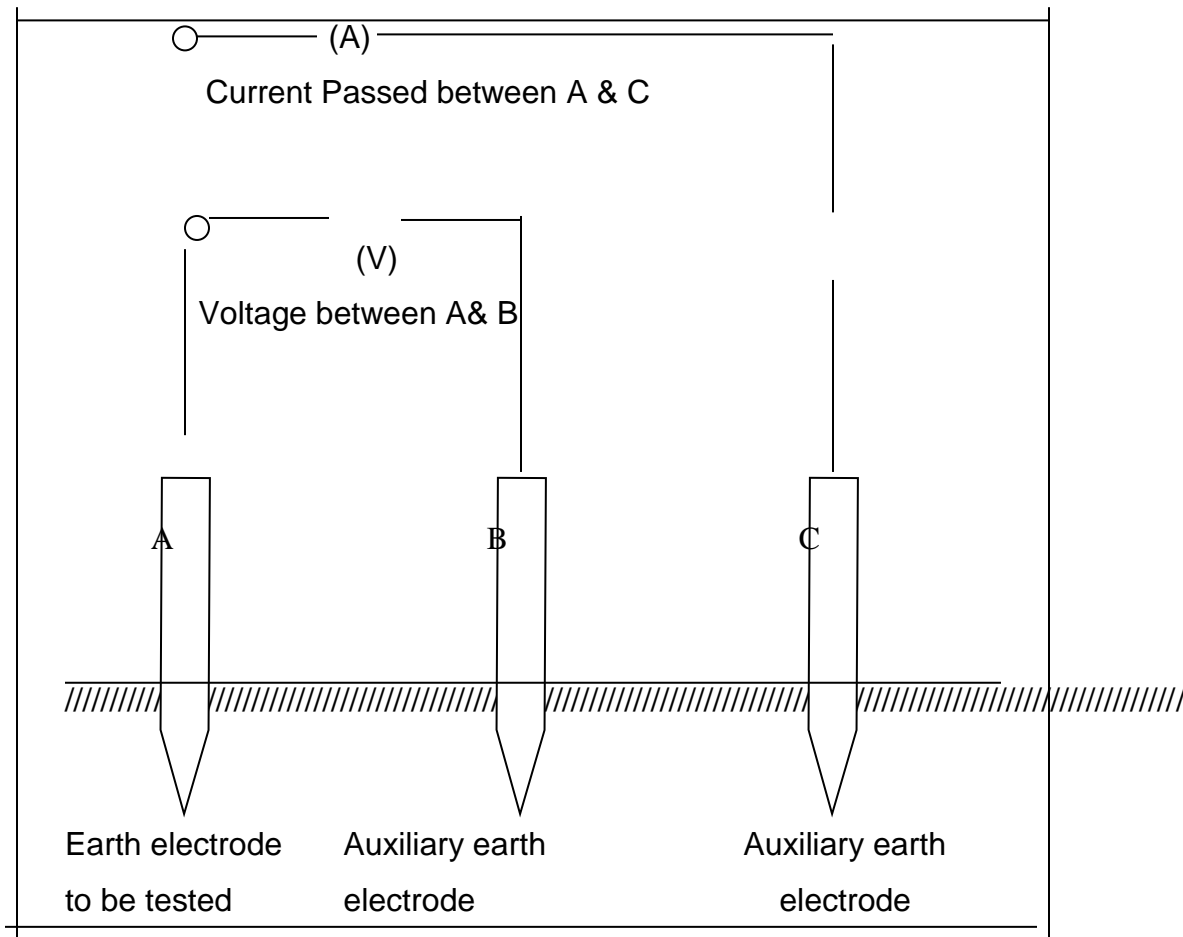 (A)
Current Passed between A & C
(V)
Voltage between A& B
A B C
Earth electrode Auxiliary earth Auxiliary earth
to be tested electrode electrode